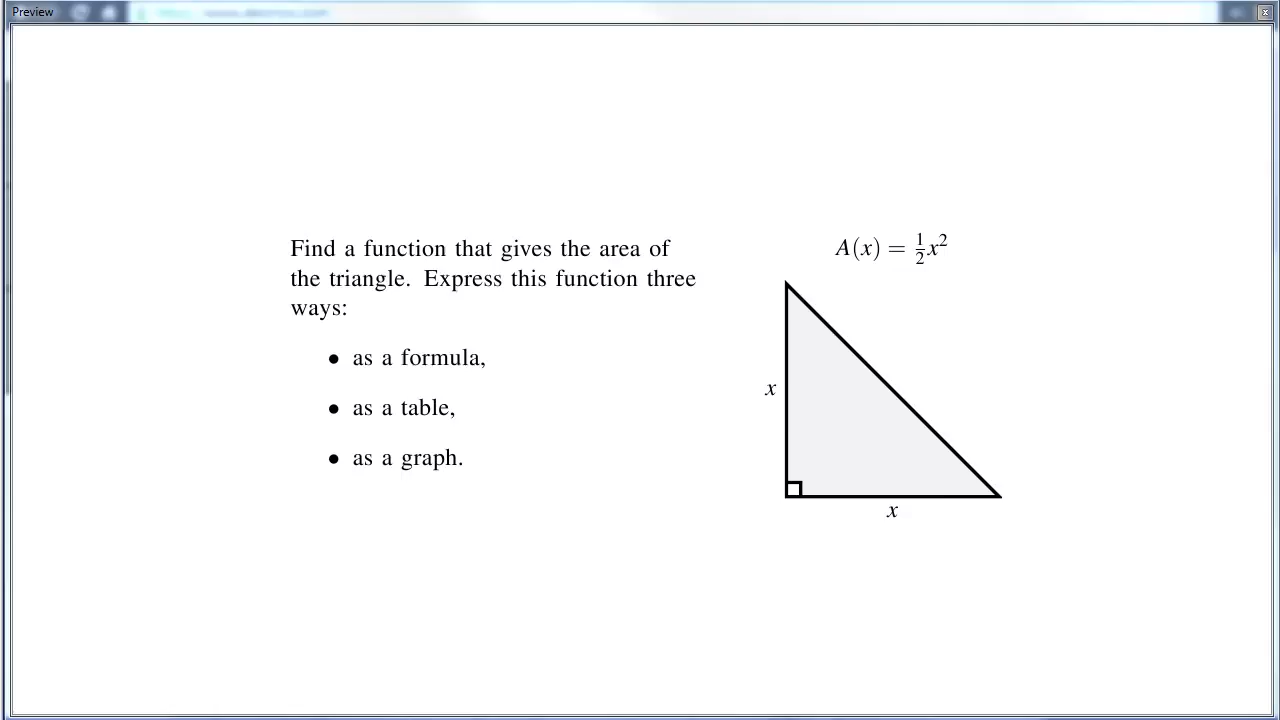 Preview
Find a function that gives the area of
the triangle. Express this function three
ways:
• as a formula,
• as a table,
• as a graph.
A(x) = ½x²
x
x